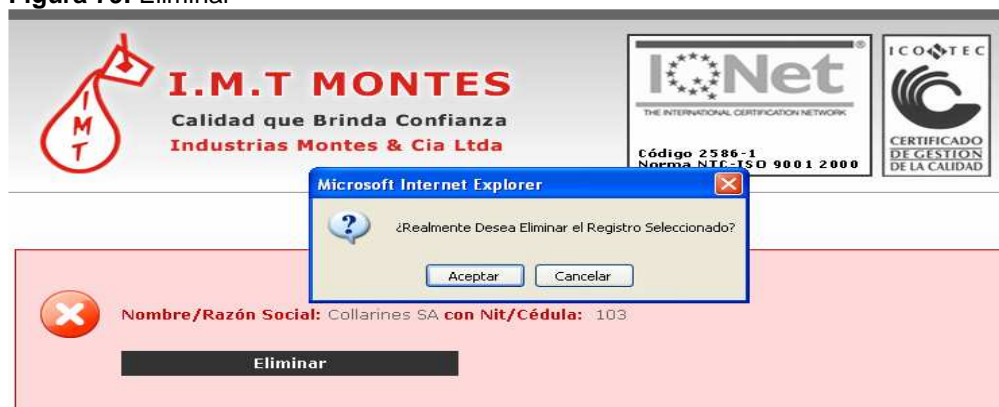 Figura 75. Eliminar
I.M.T MONTES
Calidad que Brinda Confianza
Industrias Montes & Cia Ltda
I
M
T
IQNet
®
THE INTERNATIONAL CERTIFICATION NETWORK
Código 2586-1
Norma NTC-ISO 9001 2000
ICONTEC
CERTIFICADO
DE GESTIÓN
DE LA CALIDAD
Microsoft Internet Explorer
¿Realmente Desea Eliminar el Registro Seleccionado?
Aceptar Cancelar
Nombre/Razón Social: Collarines SA con Nit/Cédula: 103
Eliminar